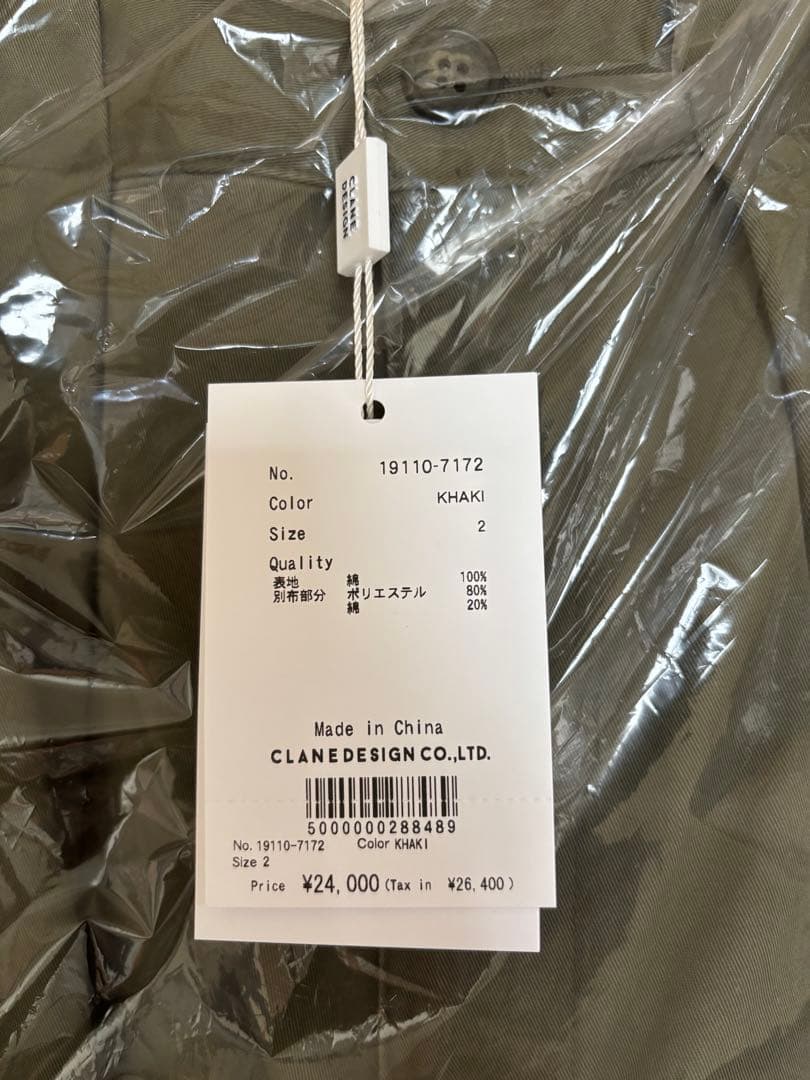 CLANE
DESIGN
No. 19110-7172
Color KHAKI
Size 2
Quality
表地 綿 100%
別布部分 ポリエステル 80%
綿 20%
Made in China
CLANEDESIGN CO.,LTD.
5000000288489
No. 19110-7172 Color KHAKI
Size 2
Price ¥24,000 (Tax in ¥26,400)